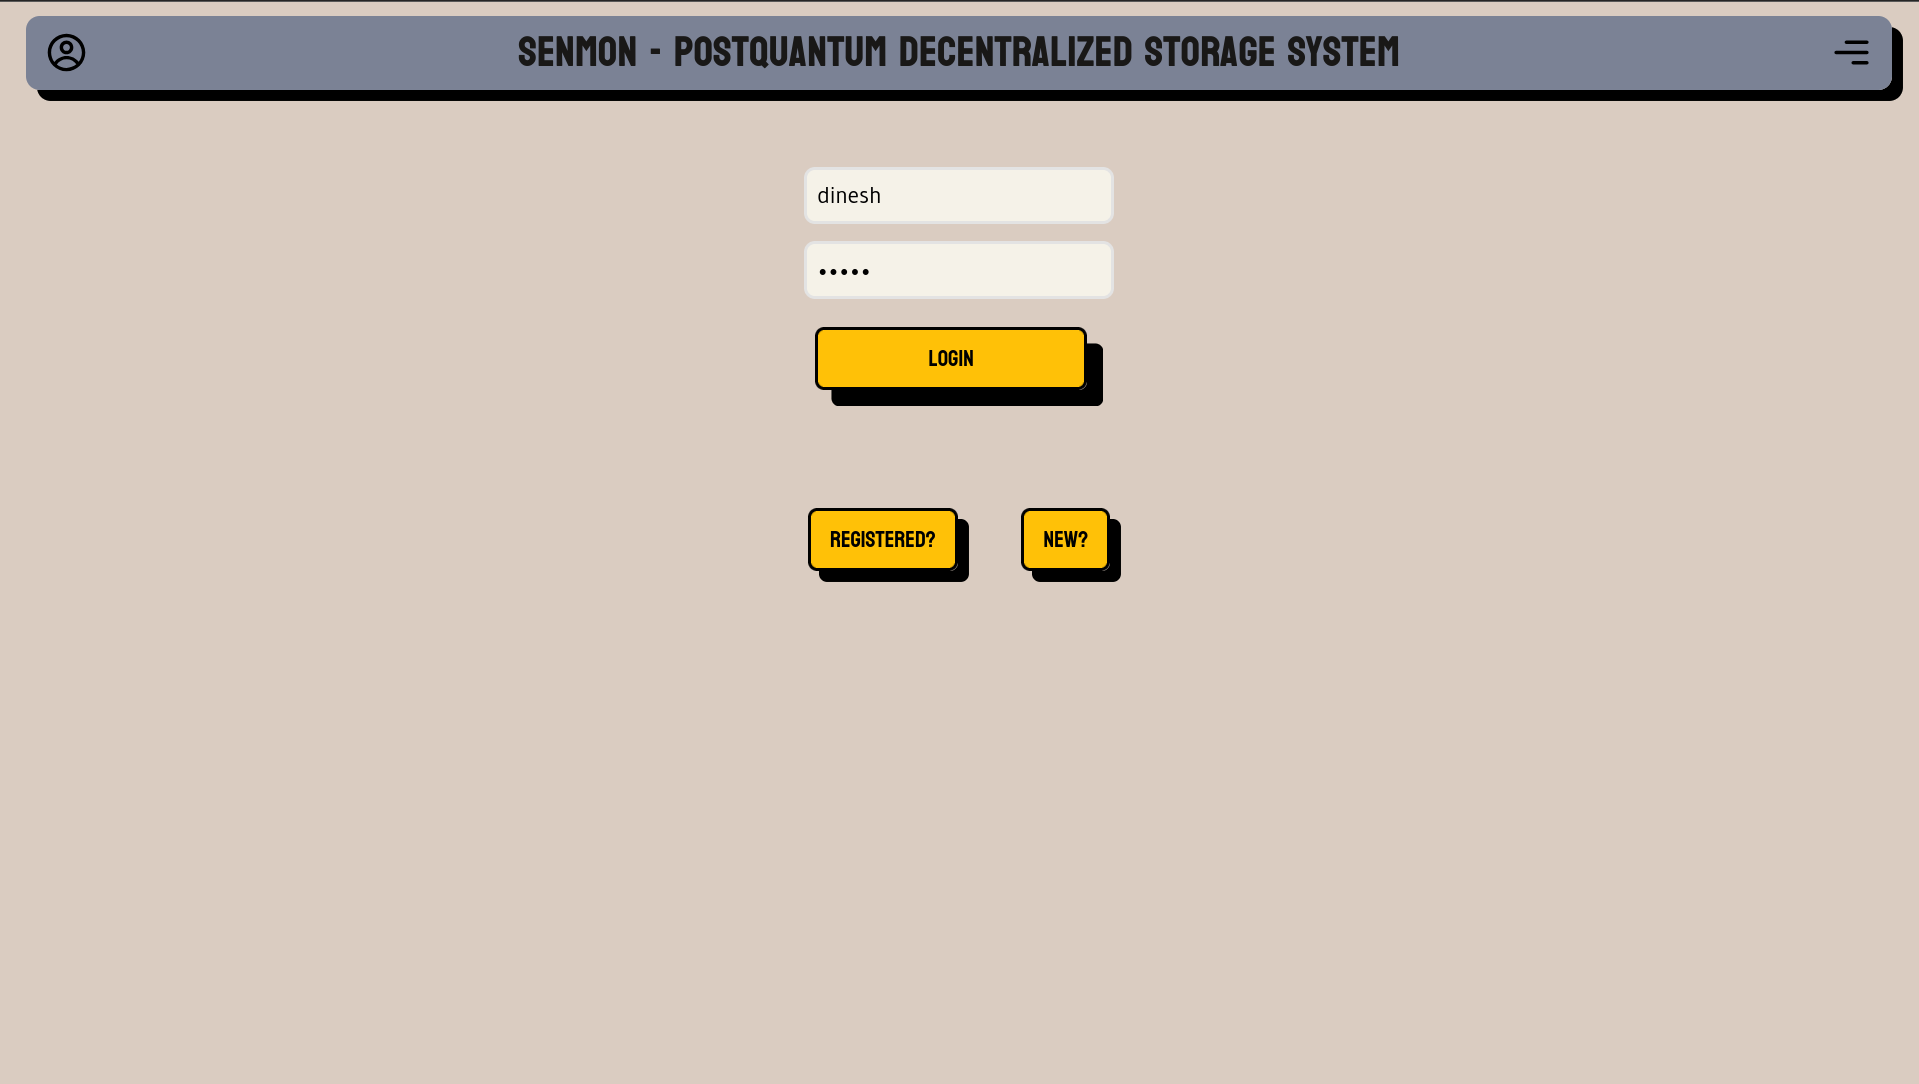 SENMON - POSTQUANTUM DECENTRALIZED STORAGE SYSTEM
dinesh
•••••
LOGIN
REGISTERED? NEW?